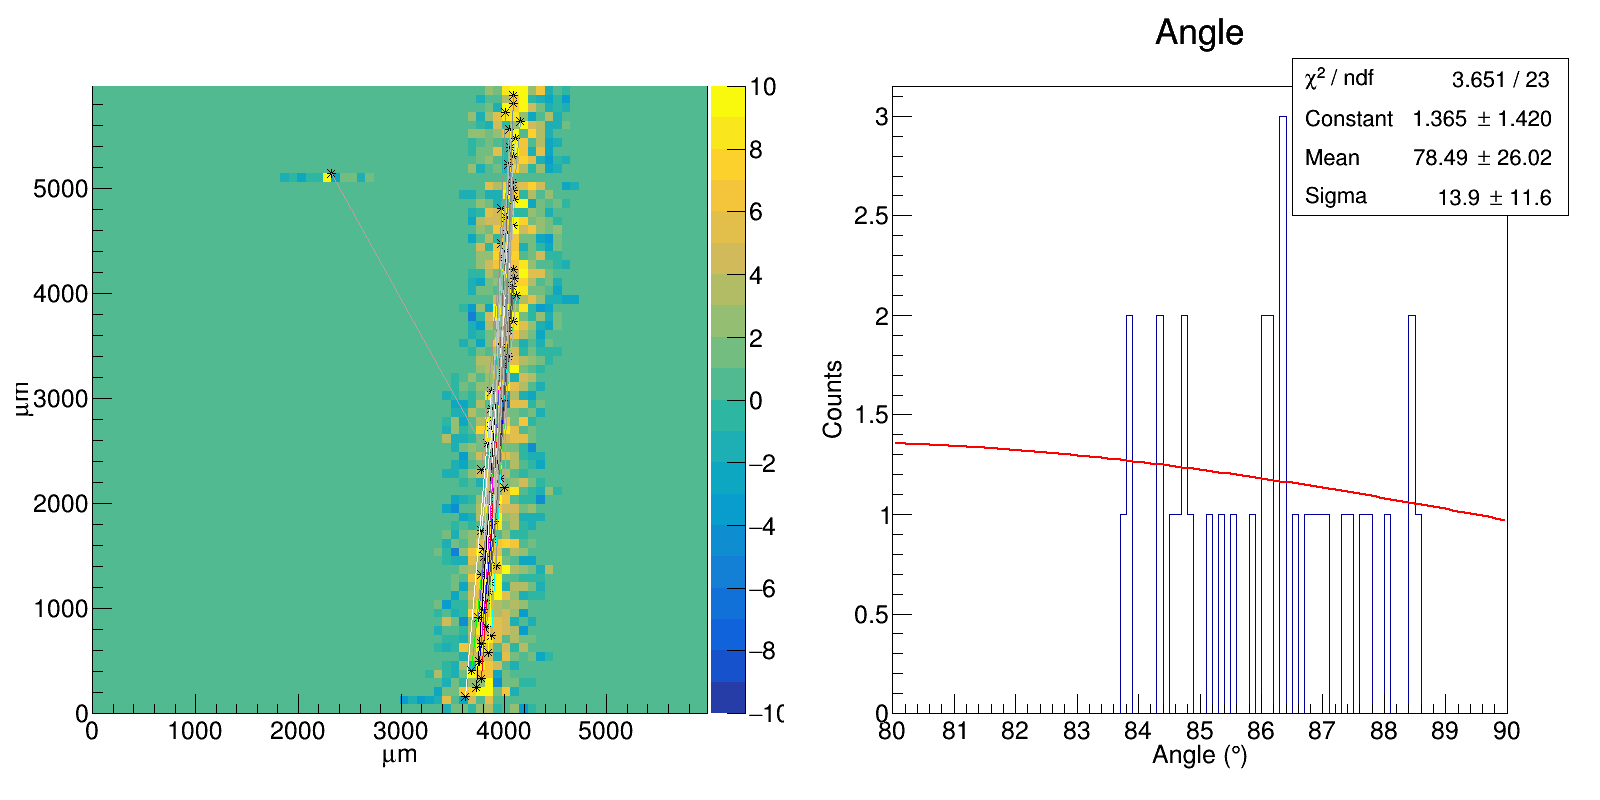 Angle
χ² / ndf 3.651 / 23
Constant 1.365 ± 1.420
Mean 78.49 ± 26.02
Sigma 13.9 ± 11.6
5000
4000
3000
2000
1000
0
μm
0 1000 2000 3000 4000 5000
μm
10
8
6
4
2
0
−2
−4
−6
−8
−10
3
2.5
2
1.5
1
0.5
0
Counts
80 81 82 83 84 85 86 87 88 89 90
Angle (°)